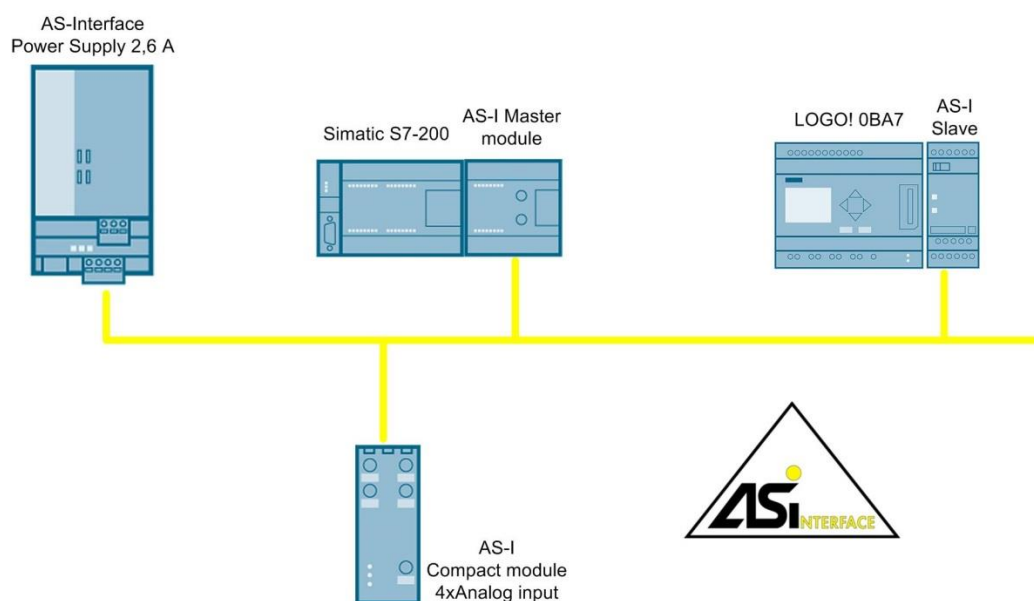 AS-Interface
Power Supply 2,6 A
Simatic S7-200
AS-I Master
module
LOGO! 0BA7
AS-I
Slave
AS-I
Compact module
4xAnalog input
ASi
NTERFACE